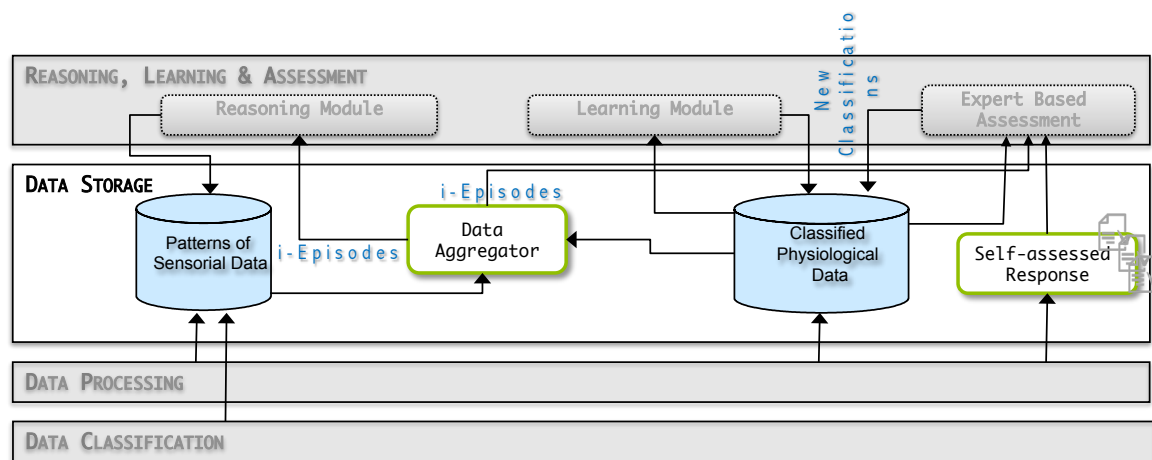 REASONING, LEARNING & ASSESSMENT
Reasoning Module
Learning Module
New
Classificatio
ns
Expert Based
Assessment
DATA STORAGE
i-Episodes
Patterns of
Sensorial Data
i-Episodes
Data
Aggregator
Classified
Physiological
Data
Self-assessed
Response
DATA PROCESSING
DATA CLASSIFICATION